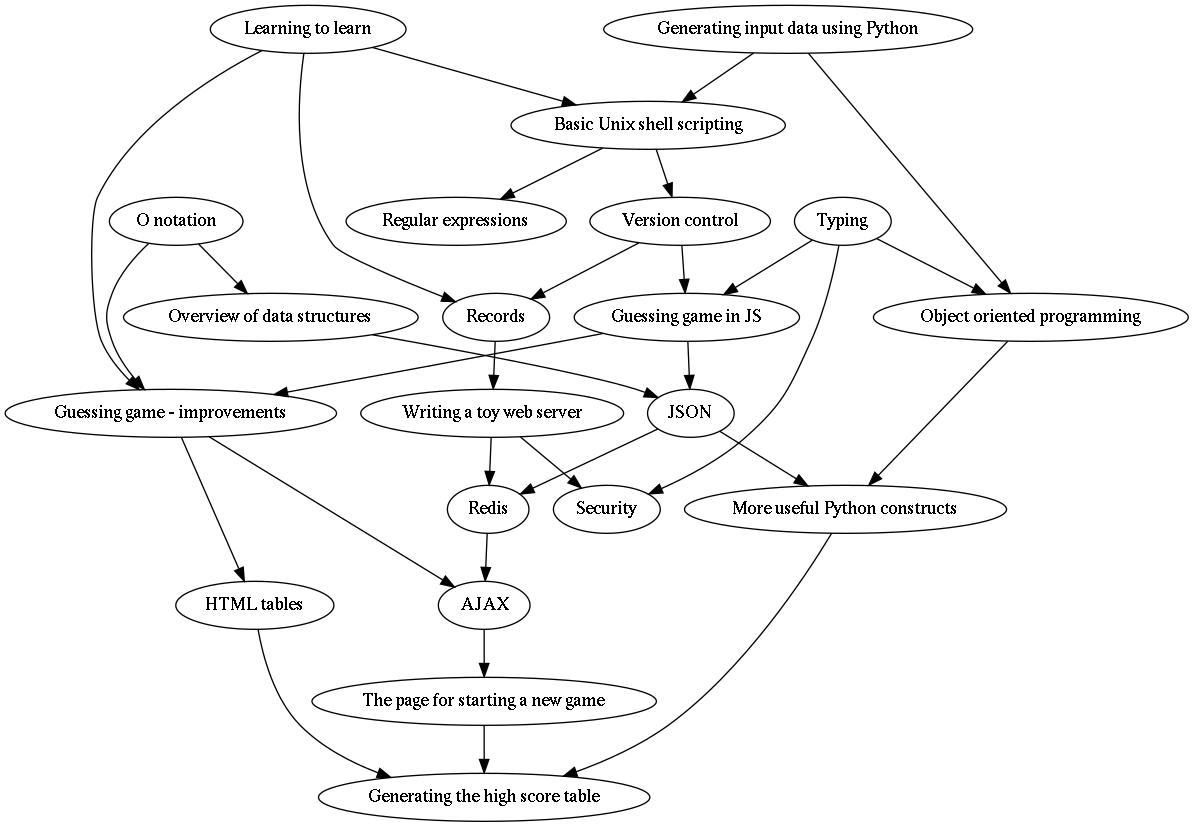 Learning to learn
Generating input data using Python
Basic Unix shell scripting
O notation
Regular expressions
Version control
Typing
Overview of data structures
Records
Guessing game in JS
Object oriented programming
Guessing game - improvements
Writing a toy web server
JSON
Redis
Security
More useful Python constructs
HTML tables
AJAX
The page for starting a new game
Generating the high score table